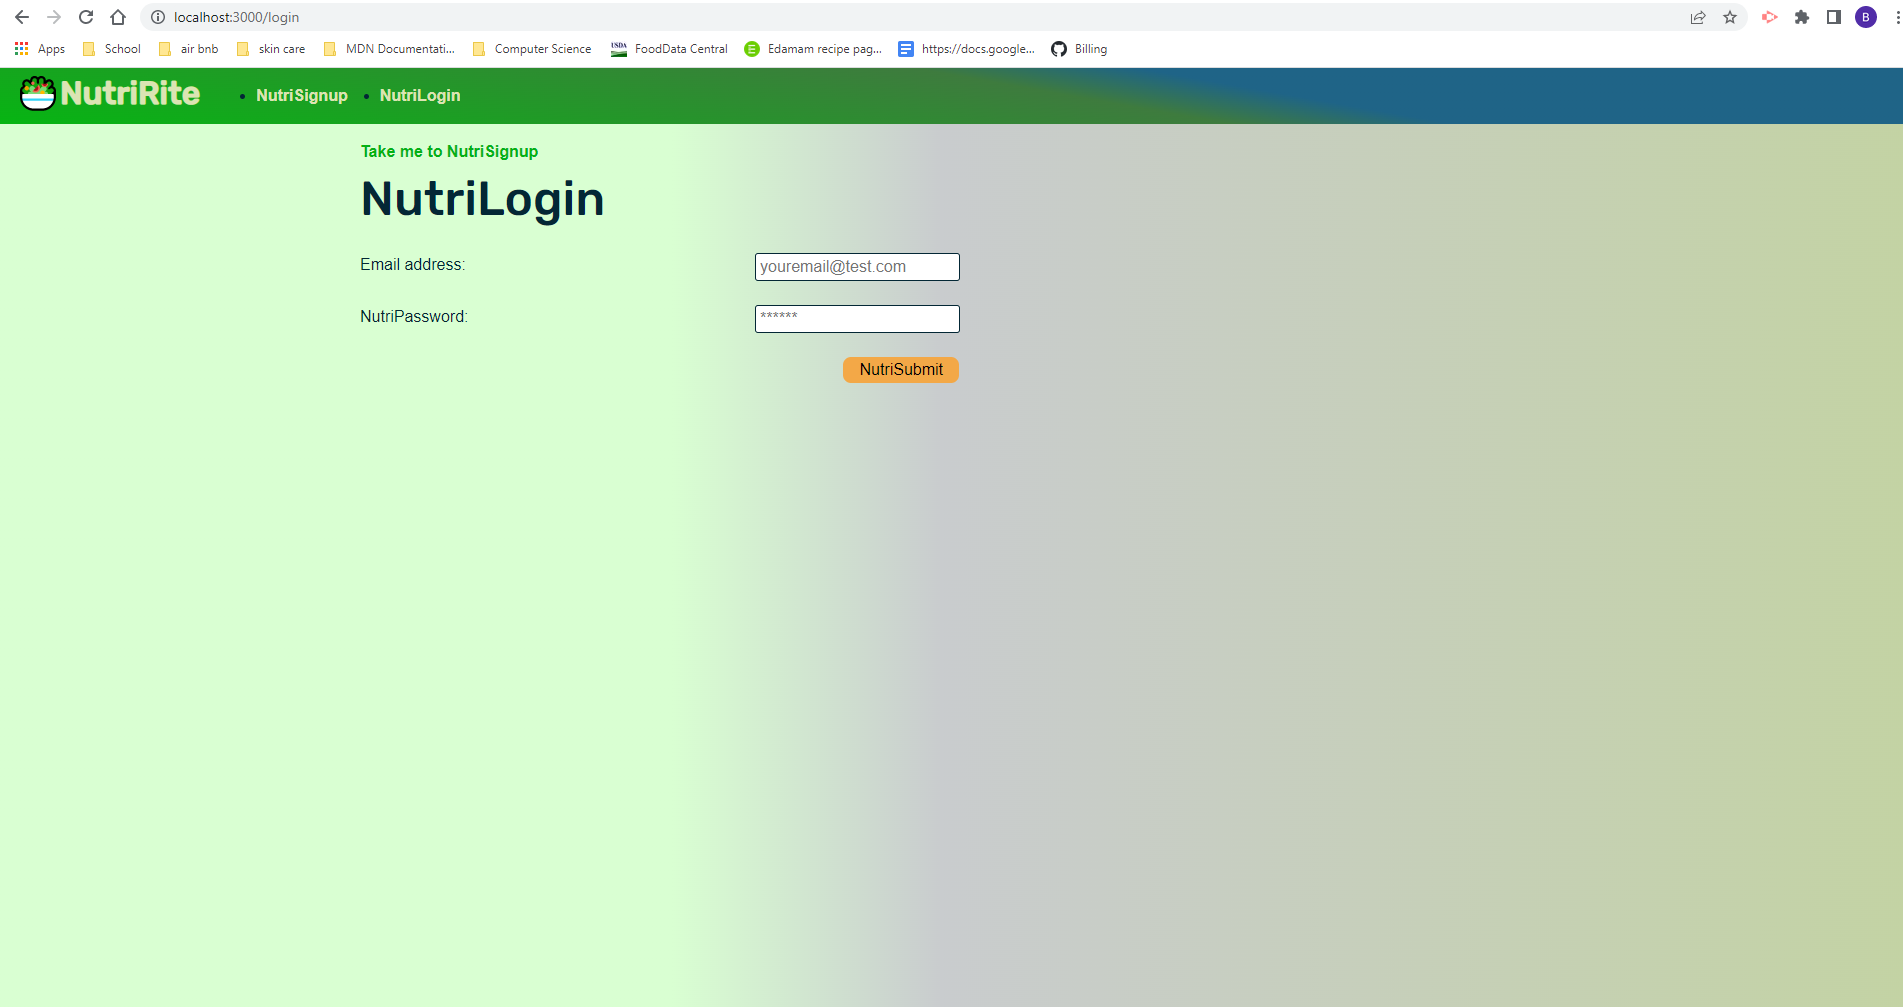 localhost:3000/login
Apps School air bnb skin care MDN Documentati... Computer Science USDA FoodData Central E Edamam recipe pag... https://docs.google... Billing B
NutriRite • NutriSignup • NutriLogin
Take me to NutriSignup
NutriLogin
Email address: youremail@test.com
NutriPassword: ******
NutriSubmit